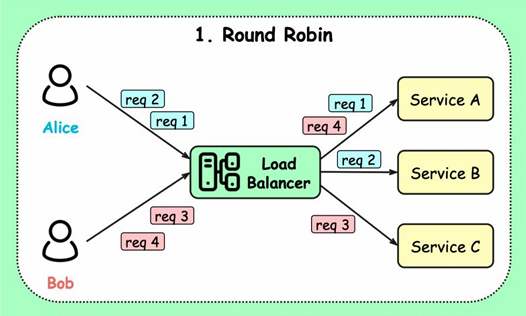 1. Round Robin
Alice
req 2
req 1
Bob
req 3
req 4
Load
Balancer
req 1
req 4
req 2
req 3
Service A
Service B
Service C